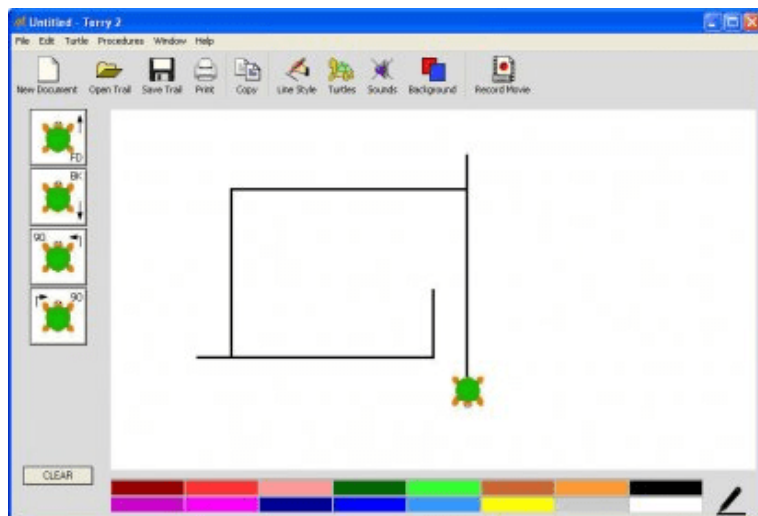 Untitled - Terry 2
File Edit Turtle Procedures Window Help
New Document Open Trail Save Trail Print Copy Line Style Turtles Sounds Background Record Movie
FD
BK
90
90
CLEAR